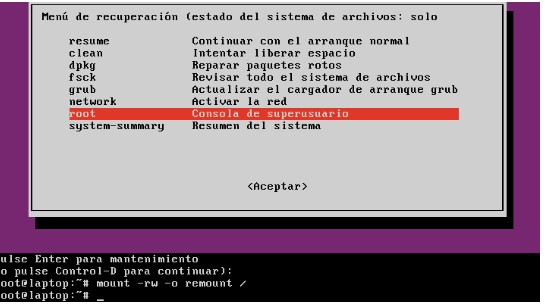 Menú de recuperación (estado del sistema de archivos: solo
resume Continuar con el arranque normal
clean Intentar liberar espacio
dpkg Reparar paquetes rotos
fsck Revisar todo el sistema de archivos
grub Actualizar el cargador de arranque grub
network Activar la red
root Consola de superusuario
system-summary Resumen del sistema
<Aceptar>
ulse Enter para mantenimiento
o pulse Control-D para continuar):
oot@laptop:~# mount -rw -o remount /
oot@laptop:~# _